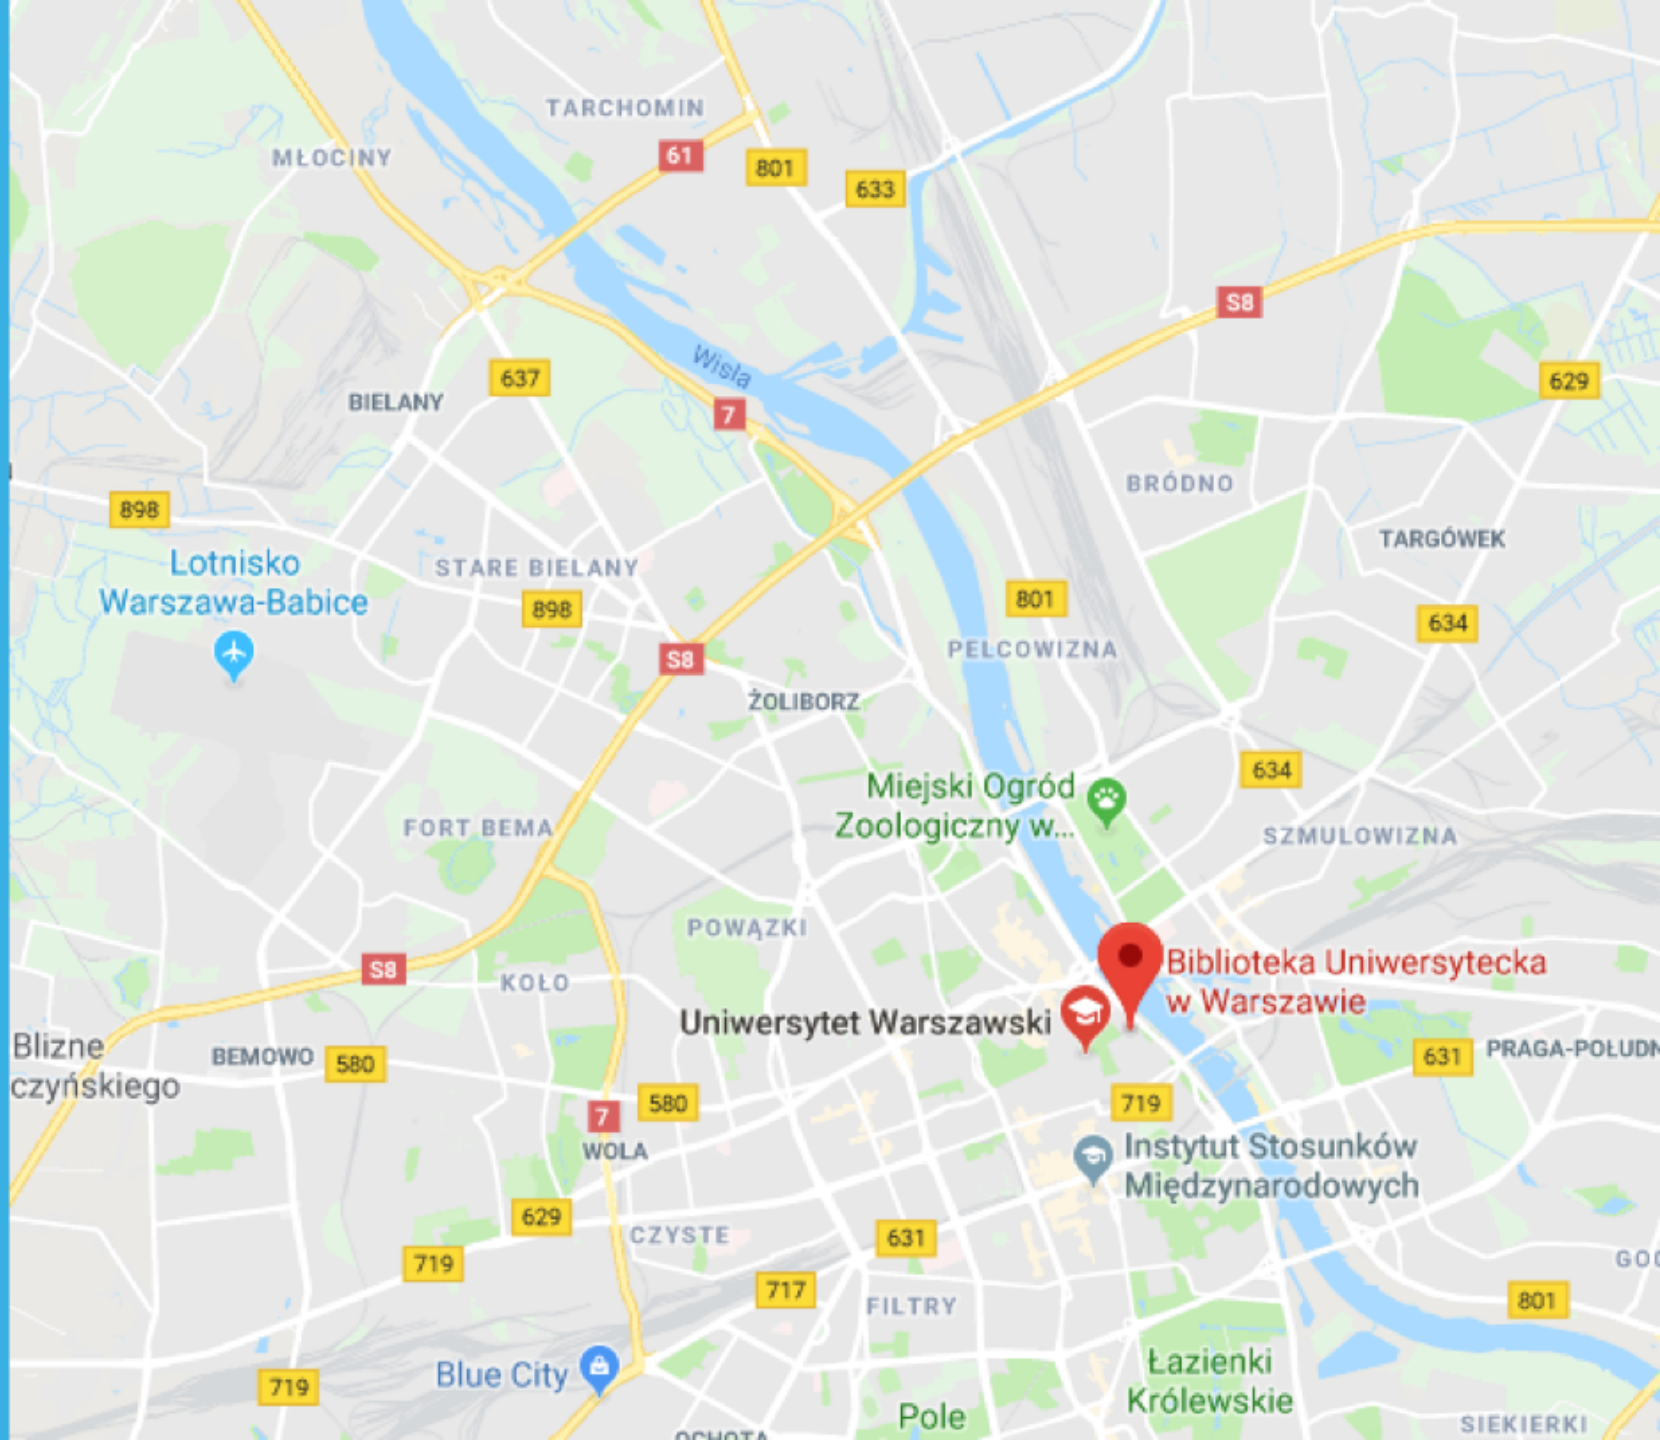 TARCHOMIN
MŁOCINY
61
801
633
S8
Wisła
637
629
BIELANY
7
BRÓDNO
898
TARGÓWEK
Lotnisko
Warszawa-Babice
STARE BIELANY
898
801
634
PELCOWIZNA
S8
ŻOLIBORZ
Miejski Ogród
Zoologiczny w...
634
FORT BEMA
SZMULOWIZNA
POWĄZKI
S8
KOŁO
Biblioteka Uniwersytecka
w Warszawie
Uniwersytet Warszawski
Blizne
czyńskiego
BEMOWO
580
631
PRAGA-POŁUDN
580
719
7
WOLA
Instytut Stosunków
Międzynarodowych
629
CZYSTE
631
719
GOC
717
FILTRY
801
Blue City
719
Łazienki
Królewskie
Pole
SIEKIERKI
OCHOTA